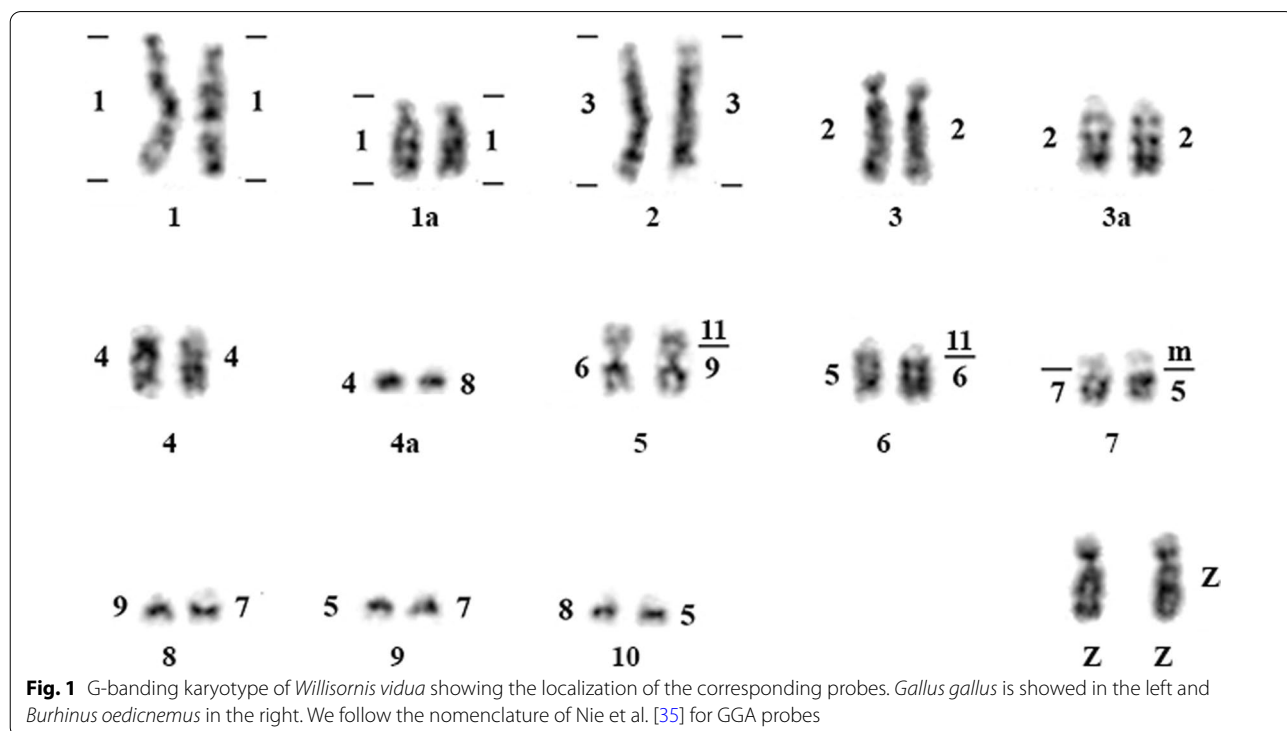 1 1 1 1 3 3 2 2 2 2
1 1a 2 3 3a
4 4 4 8 6 11 9 5 11 6 7 m 5
4 4a 5 6 7
9 7 5 7 8 5 Z
8 9 10 Z Z
Fig. 1 G-banding karyotype of Willisornis vidua showing the localization of the corresponding probes. Gallus gallus is showed in the left and
Burhinus oedicnemus in the right. We follow the nomenclature of Nie et al. [35] for GGA probes